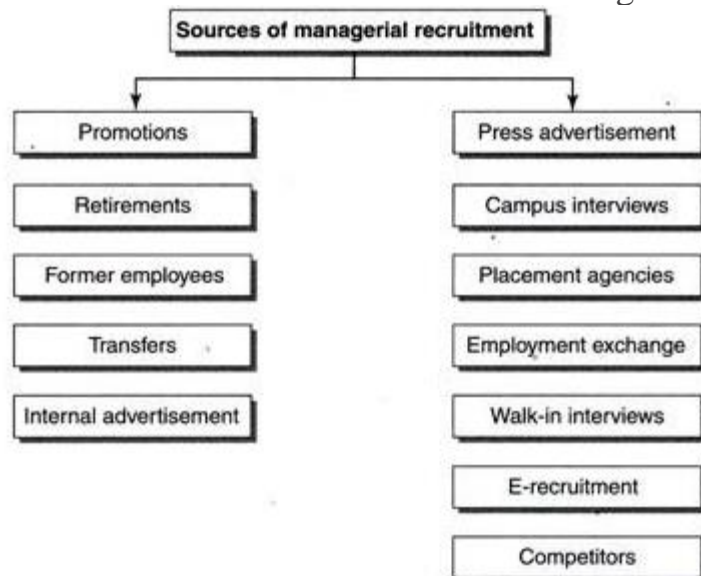 Sources of managerial recruitment
Promotions
Retirements
Former employees
Transfers
Internal advertisement
Press advertisement
Campus interviews
Placement agencies
Employment exchange
Walk-in interviews
E-recruitment
Competitors